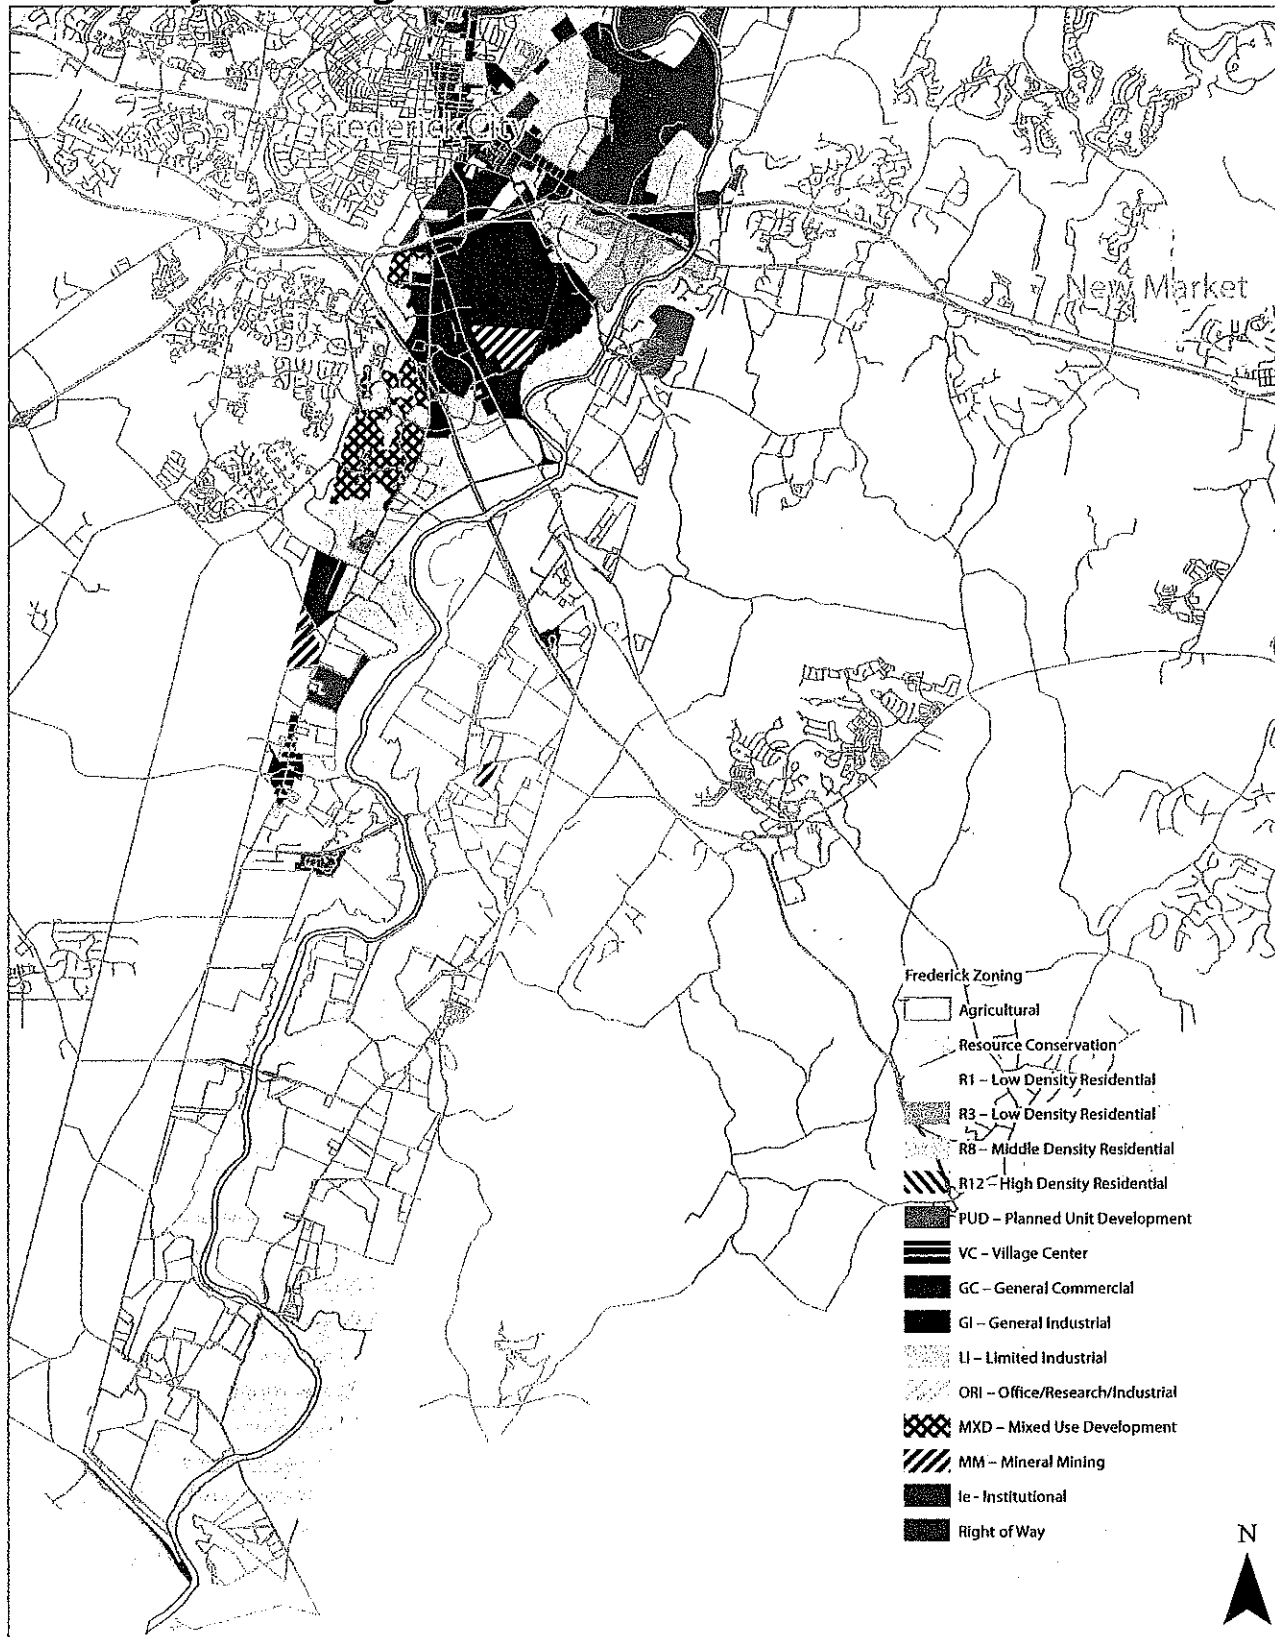 Frederick City
New Market
Frederick Zoning
Agricultural
Resource Conservation
R1 – Low Density Residential
R3 – Low Density Residential
R8 – Middle Density Residential
R12 – High Density Residential
PUD – Planned Unit Development
VC – Village Center
GC – General Commercial
GI – General Industrial
LI – Limited Industrial
ORI – Office/Research/Industrial
MXD – Mixed Use Development
MM – Mineral Mining
Ie - Institutional
Right of Way
N